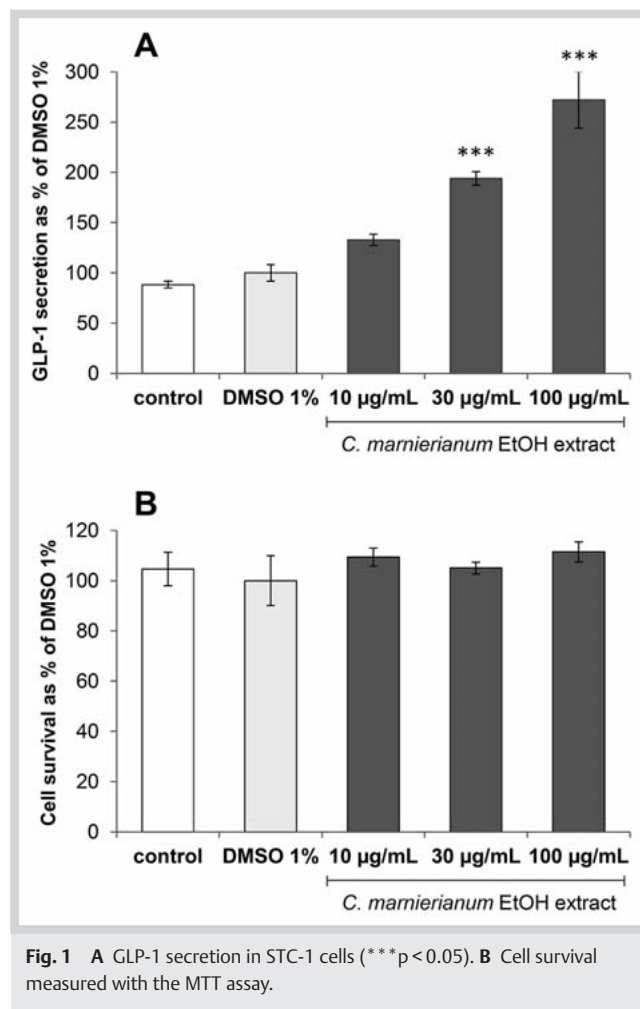 A
***
***
300
250
200
150
100
50
0
GLP-1 secretion as % of DMSO 1%
control DMSO 1% 10 µg/mL 30 µg/mL 100 µg/mL
C. marnierianum EtOH extract
B
120
100
80
60
40
20
0
Cell survival as % of DMSO 1%
control DMSO 1% 10 µg/mL 30 µg/mL 100 µg/mL
C. marnierianum EtOH extract
Fig. 1 A GLP-1 secretion in STC-1 cells (***p < 0.05). B Cell survival
measured with the MTT assay.